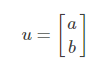 u = [a
b]